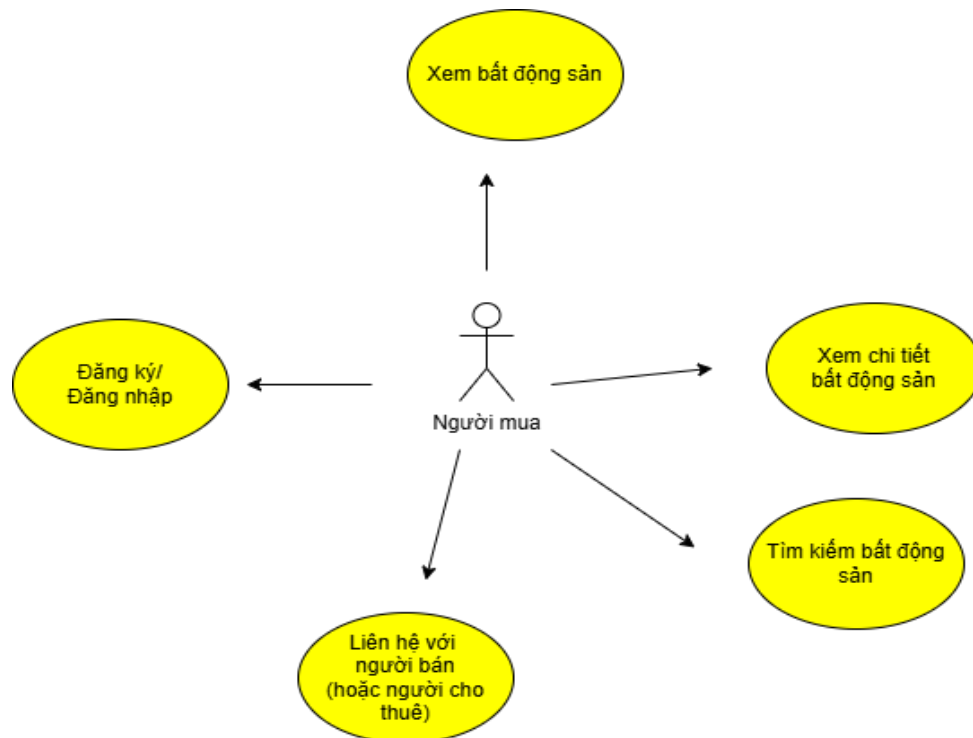 Xem bất động sản
Đăng ký/
Đăng nhập
Người mua
Xem chi tiết
bất động sản
Tìm kiếm bất động
sản
Liên hệ với
người bán
(hoặc người cho
thuê)